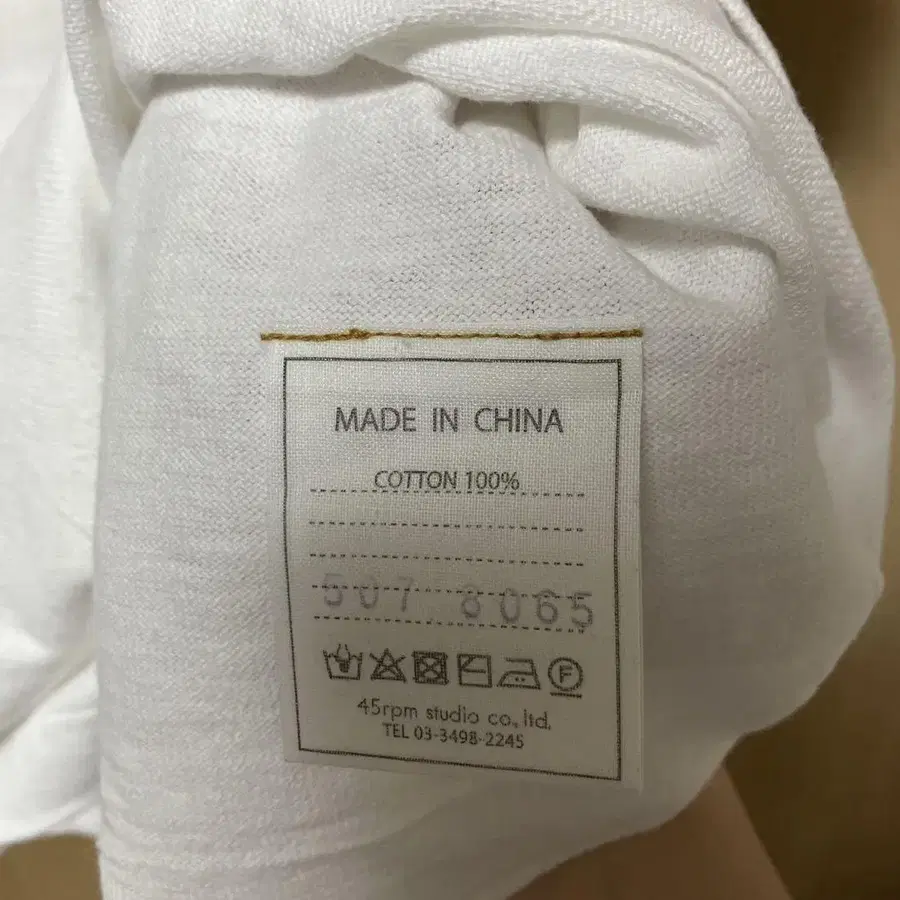 MADE IN CHINA
COTTON 100%
507 8065
F
45rpm studio co., ltd.
TEL 03-3498-2245